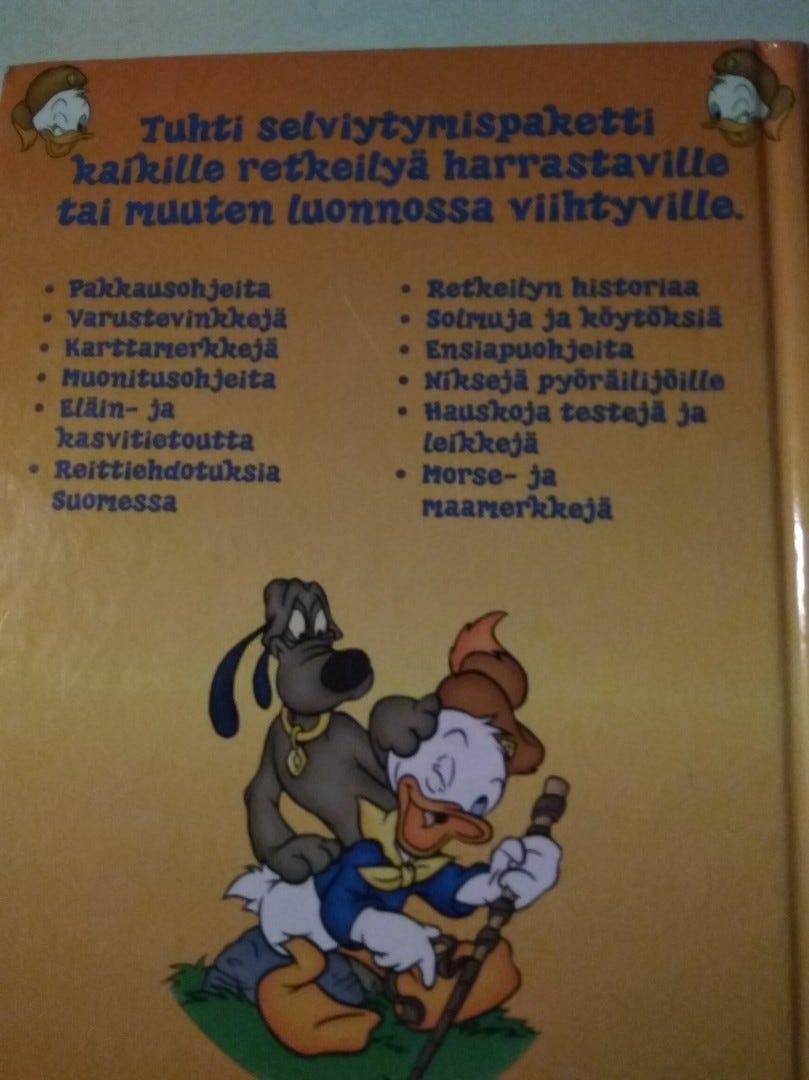 Tuhti selviytymispaketti
kaikille retkeilyä harrastaville
tai muuten luonnossa viihtyville.
• Pakkausohjeita
• Varustevinkkejä
• Karttamerkkejä
• Muonitusohjeita
• Eläin- ja
kasvitietoutta
• Reittiehdotuksia
Suomessa
• Retkeilyn historiaa
• Solmuja ja köytöksiä
• Ensiapuohjeita
• Niksejä pyöräilijöille
• Hauskoja testejä ja
leikkejä
• Morse- ja
maamerkkejä